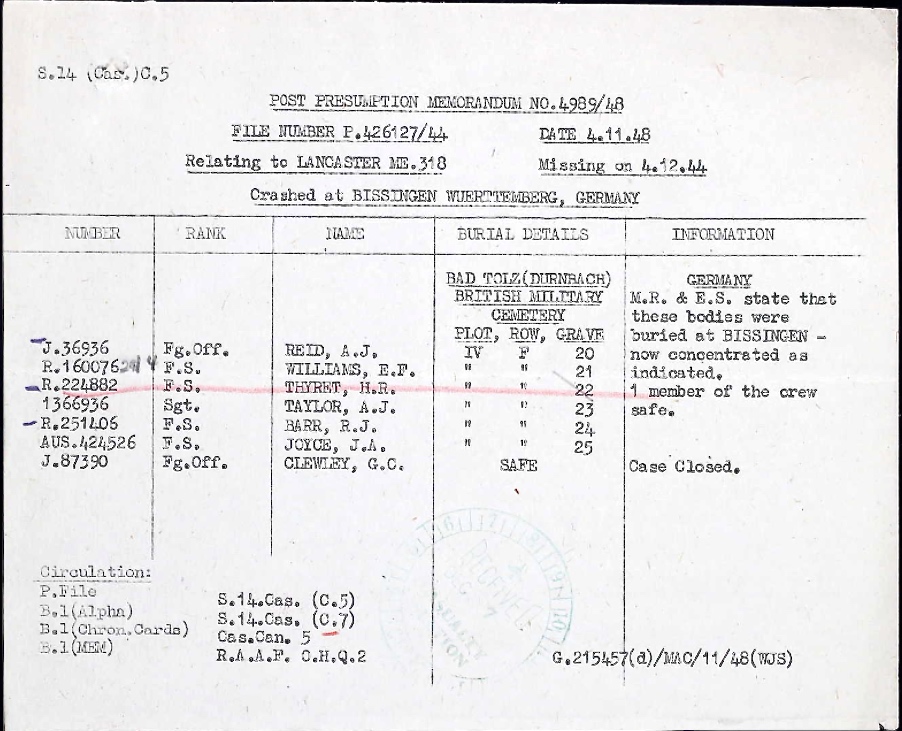 S.14 (Cas.)C.5
POST PRESUMPTION MEMORANDUM NO.4989/48
FILE NUMBER P.426127/44 DATE 4.11.48
Relating to LANCASTER ME.318 Missing on 4.12.44
Crashed at BISSINGEN WUERTTEMBERG, GERMANY
NUMBER RANK NAME BURIAL DETAILS INFORMATION
BAD TOLZ(DURNBACH) GERMANY
BRITISH MILITARY M.R. & E.S. state that
CEMETERY these bodies were
PLOT, ROW, GRAVE buried at BISSINGEN -
J.36936 Fg.Off. REID, A.J. IV F 20 now concentrated as
R.160076 F.S. WILLIAMS, E.F. " " 21 indicated.
R.224882 F.S. THYRET, H.R. " " 22 1 member of the crew
1366936 Sgt. TAYLOR, A.J. " " 23 safe.
R.251406 F.S. BARR, R.J. " " 24
AUS.424526 F.S. JOYCE, J.A. " " 25
J.87390 Fg.Off. CLEWLEY, G.C. SAFE Case Closed.
RECEIVED
DEC
Circulation:
P.File
B.1(Alpha)
B.1(Chron.Cards)
B.1(MEM)
S.14.Cas. (C.5)
S.14.Cas. (C.7)
Cas.Can. 5
R.A.A.F. O.H.Q.2
G.215457(d)/MAC/11/48(WJS)